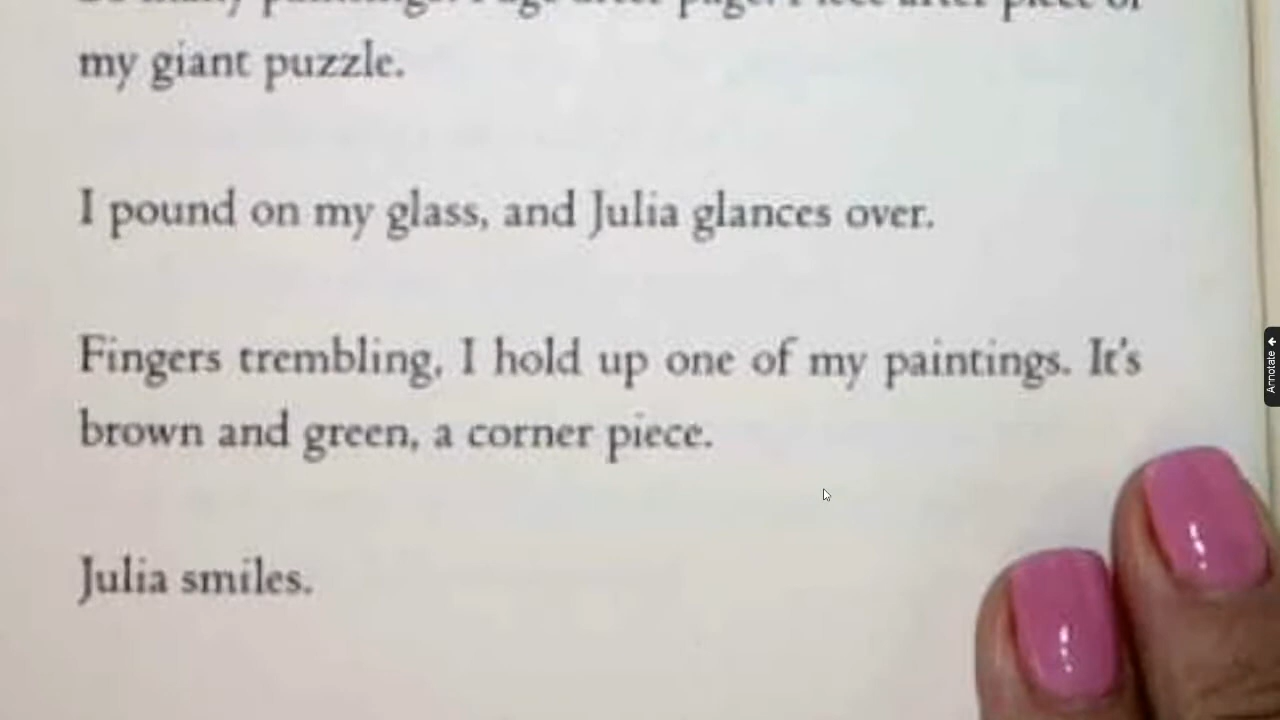 my giant puzzle.
I pound on my glass, and Julia glances over.
Fingers trembling, I hold up one of my paintings. It's
brown and green, a corner piece.
Julia smiles.
Annotate